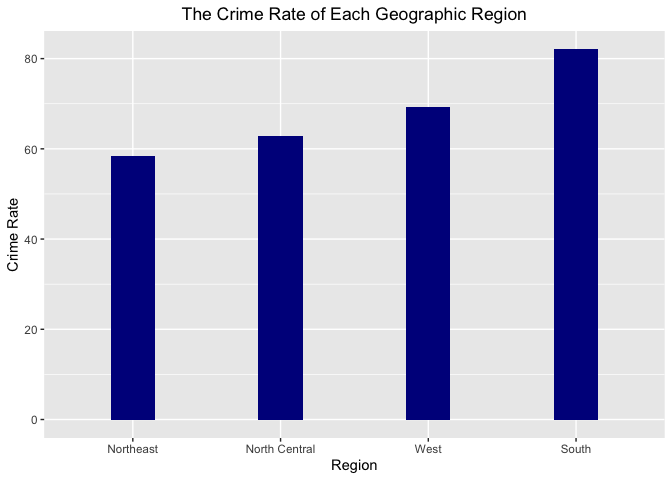 The Crime Rate of Each Geographic Region
80
60
40
20
0
Crime Rate
Northeast North Central West South
Region